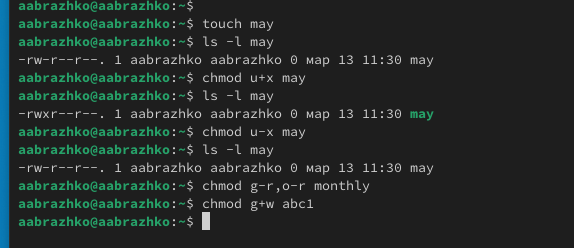 aabrazhko@aabrazhko:~$
aabrazhko@aabrazhko:~$ touch may
aabrazhko@aabrazhko:~$ ls -l may
-rw-r--r--. 1 aabrazhko aabrazhko 0 мар 13 11:30 may
aabrazhko@aabrazhko:~$ chmod u+x may
aabrazhko@aabrazhko:~$ ls -l may
-rwxr--r--. 1 aabrazhko aabrazhko 0 мар 13 11:30 may
aabrazhko@aabrazhko:~$ chmod u-x may
aabrazhko@aabrazhko:~$ ls -l may
-rw-r--r--. 1 aabrazhko aabrazhko 0 мар 13 11:30 may
aabrazhko@aabrazhko:~$ chmod g-r,o-r monthly
aabrazhko@aabrazhko:~$ chmod g+w abc1
aabrazhko@aabrazhko:~$